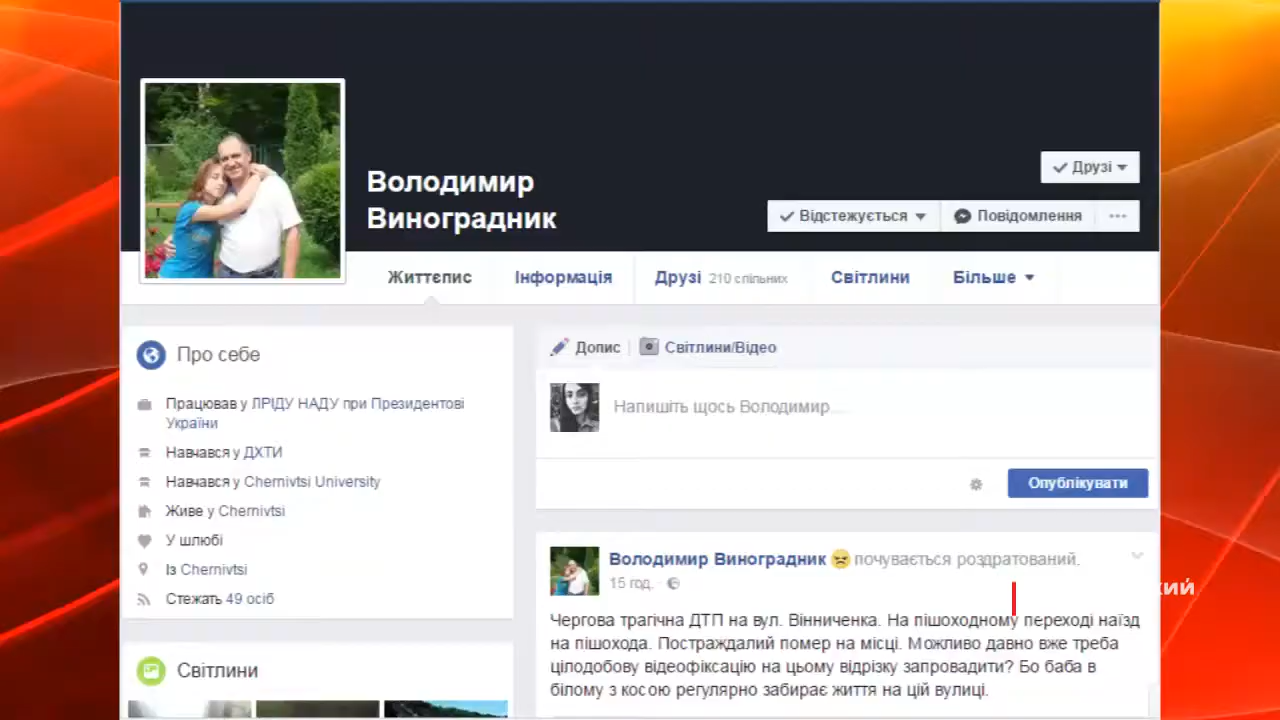 Володимир
Виноградник
Друзі
Відстежується
Повідомлення
Життєпис
Інформація
Друзі 210 спільних
Світлини
Більше
Про себе
Працював у ЛРІДУ НАДУ при Президентові
України
Навчався у ДХТИ
Навчався у Chernivtsi University
Живе у Chernivtsi
У шлюбі
Із Chernivtsi
Стежать 49 осіб
Світлини
Допис
Світлини/Відео
Напишіть щось Володимир...
Опублікувати
Володимир Виноградник почувається роздратований.
15 год.
Чергова трагічна ДТП на вул. Вінниченка. На пішоходному переході наїзд
на пішохода. Постраждалий помер на місці. Можливо давно вже треба
цілодобову відеофіксацію на цьому відрізку запровадити? Бо баба в
білому з косою регулярно забирає життя на цій вулиці.